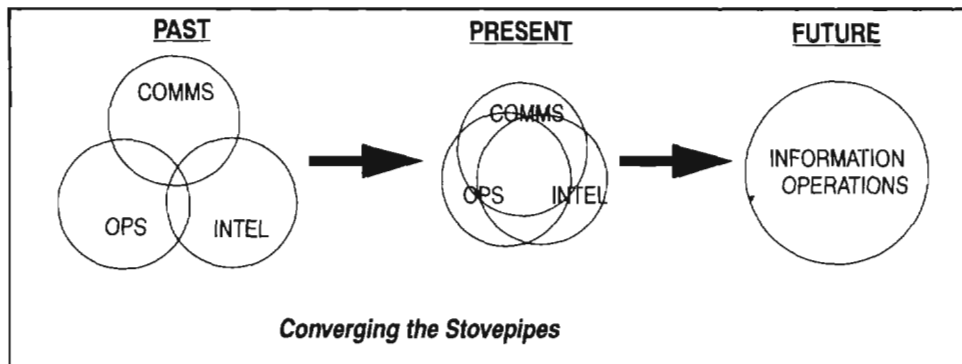 PAST
PRESENT
FUTURE
COMMS
OPS
INTEL
COMMS
OPS
INTEL
INFORMATION
OPERATIONS
Converging the Stovepipes